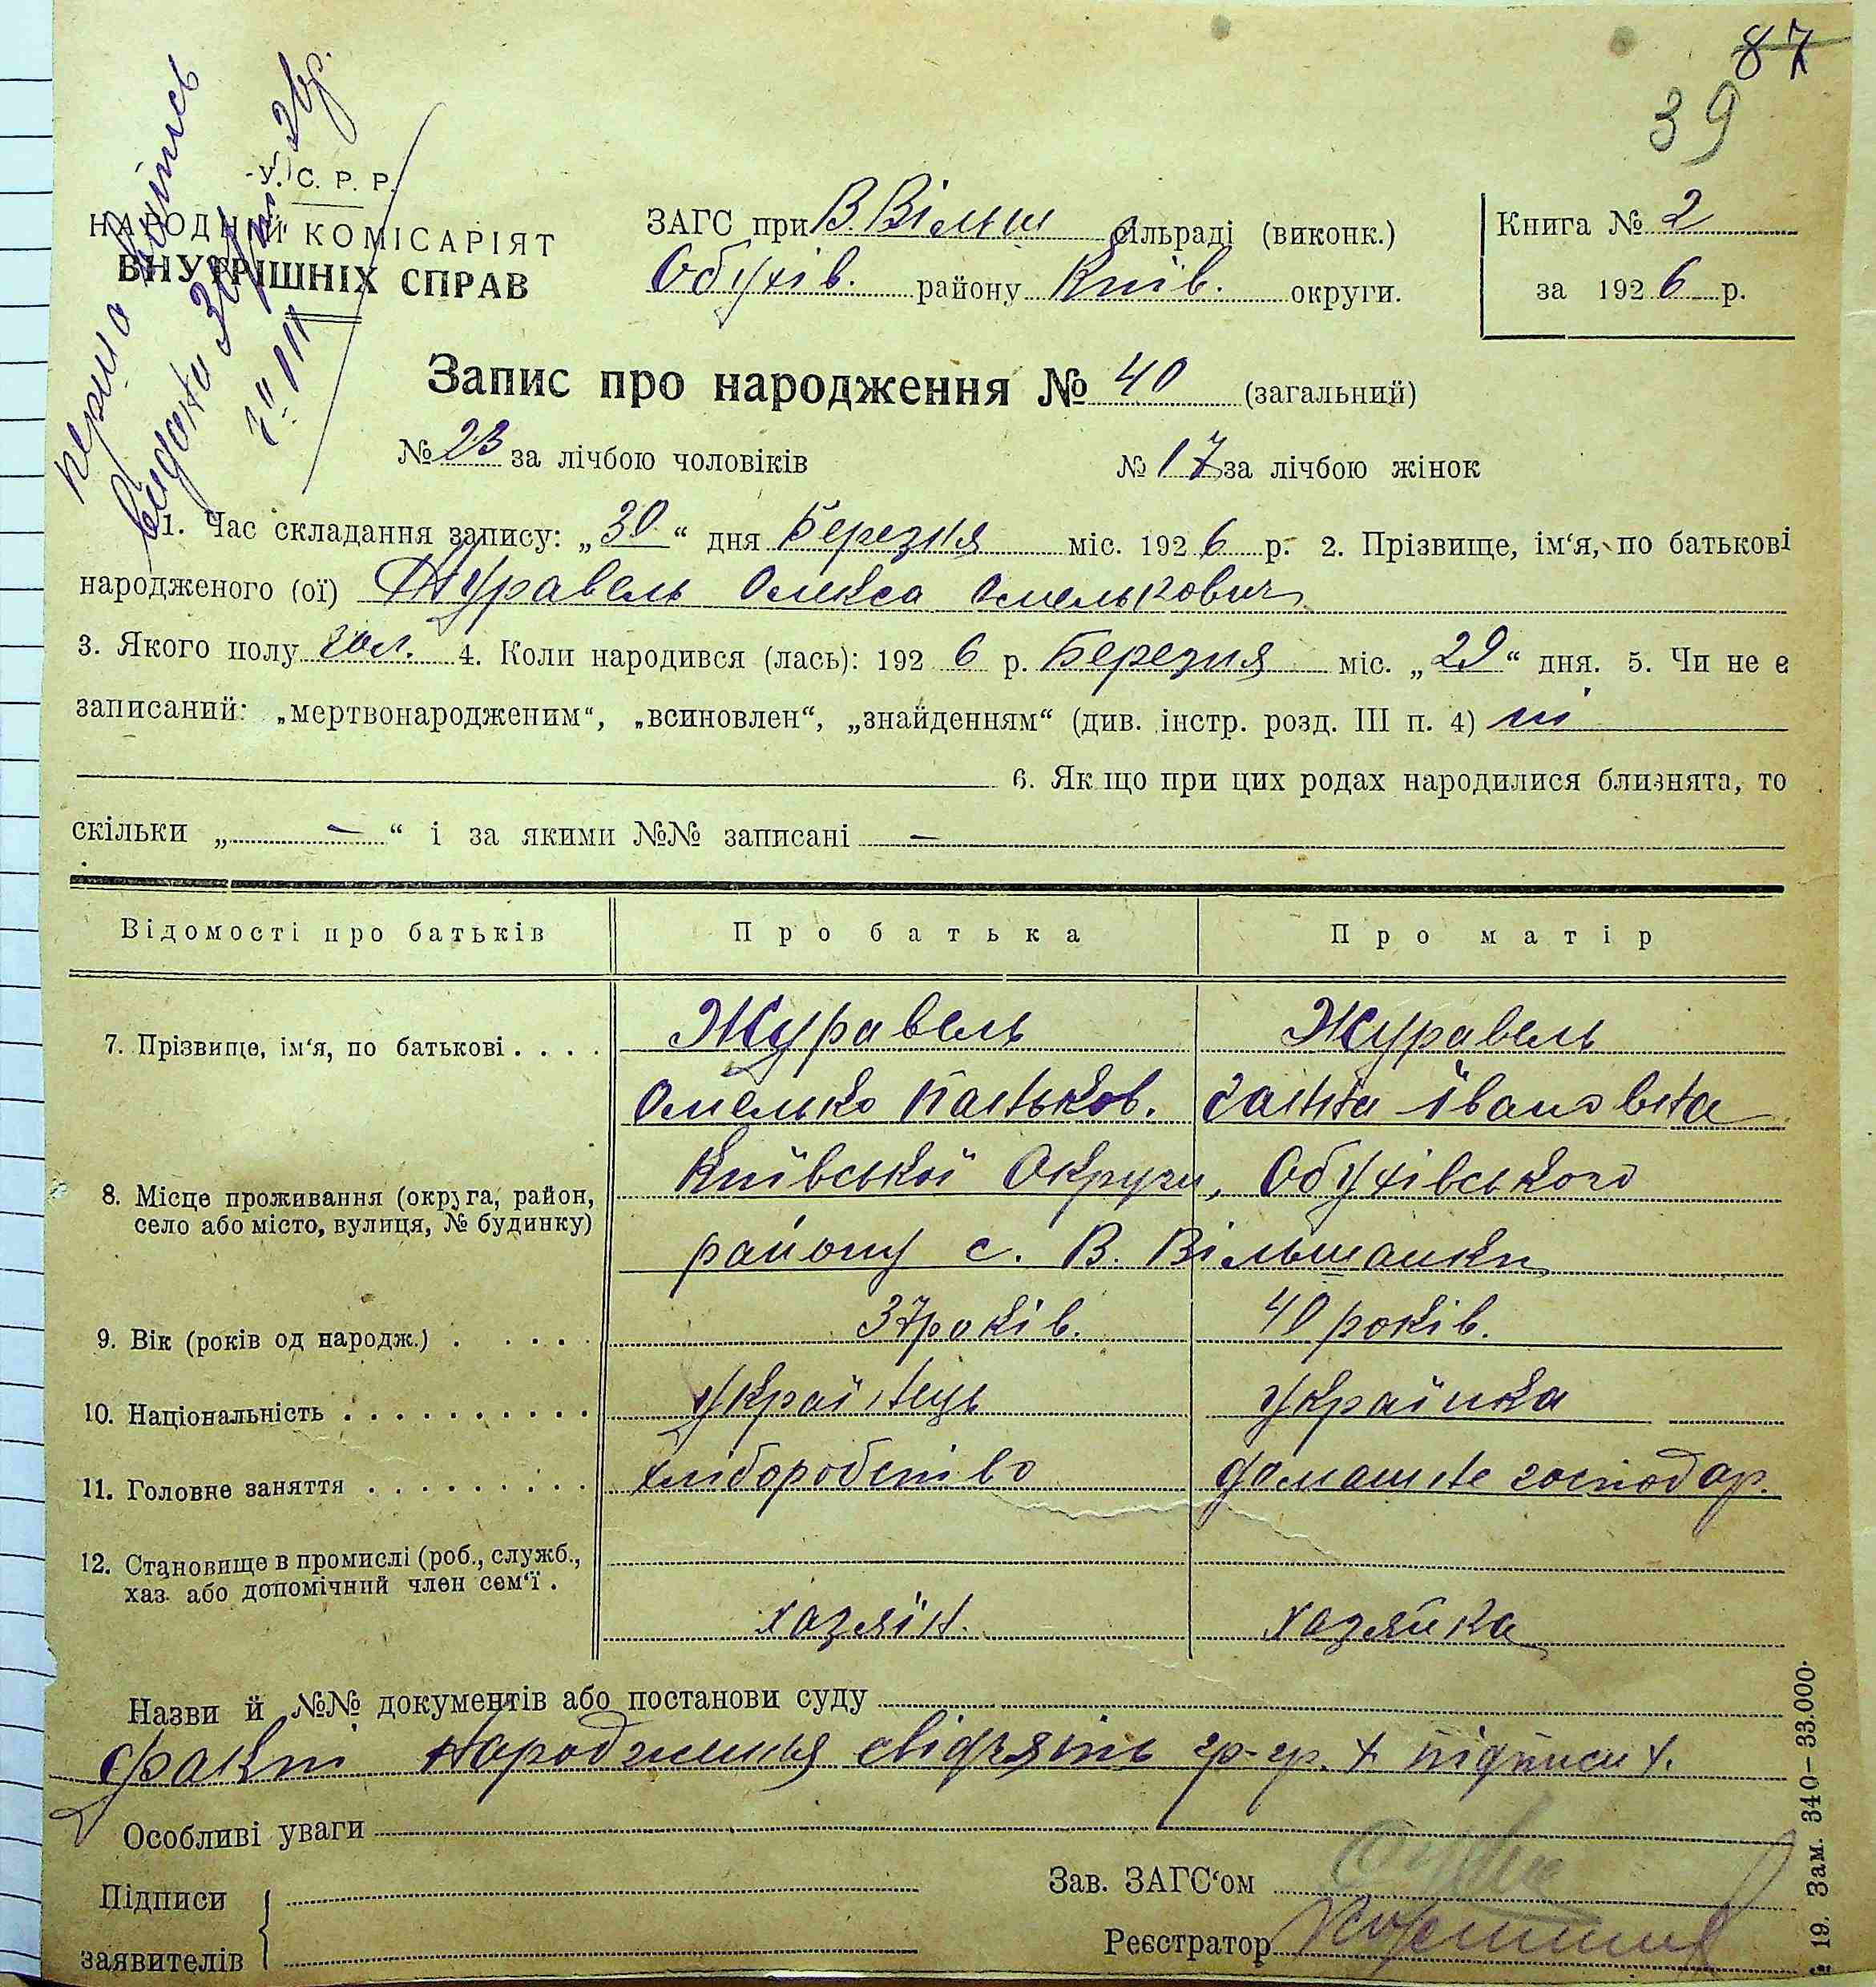 87
39
У. С. Р. Р.
НАРОДНІЙ КОМІСАРІЯТ
ВНУТРІШНІХ СПРАВ
ЗАГС при В. Вільш сільраді (виконк.)
Обухів. району Київ. округи.
Книга № 2
за 1926 р.
Запис про народження № 40 (загальний)
№ 23 за лічбою чоловіків № 17 за лічбою жінок
1. Час складання запису: „30“ дня Березня міс. 1926 р. 2. Прізвище, ім‘я, по батькові
народженого (ої) Журавель Олекса Омелькович
3. Якого полу чол. 4. Коли народився (лась): 1926 р. Березня міс. „29“ дня. 5. Чи не є
записаний: „мертвонародженим“, „всиновлен“, „знайденням“ (див. інстр. розд. III п. 4) ні
6. Як що при цих родах народилися близнята, то
скільки „ — “ і за якими №№ записані —
Відомості про батьків Про батька Про матір
7. Прізвище, ім‘я, по батькові . . . . Журавель Журавель
Омелько Івановна
8. Місце проживання (округа, район, Київської Округи, Обухівського
село або місто, вулиця, № будинку)
району с. В. Вільшанки
9. Вік (років од народж.) . . . . . 37 років. 40 років.
10. Національність . . . . . . . . . . Українець Українка
11. Головне заняття . . . . . . . . . хліборобство домашнє господар.
12. Становище в промислі (роб., служб.,
хаз. або допомічний член сем‘ї .
хазяїн. хазяйка
Назви й №№ документів або постанови суду
факт народження свідчять гр-гр. х підписи х.
Особливі уваги
Підписи
заявителів
Зав. ЗАГС‘ом
Реєстратор
19. Зам. 340—33.000.